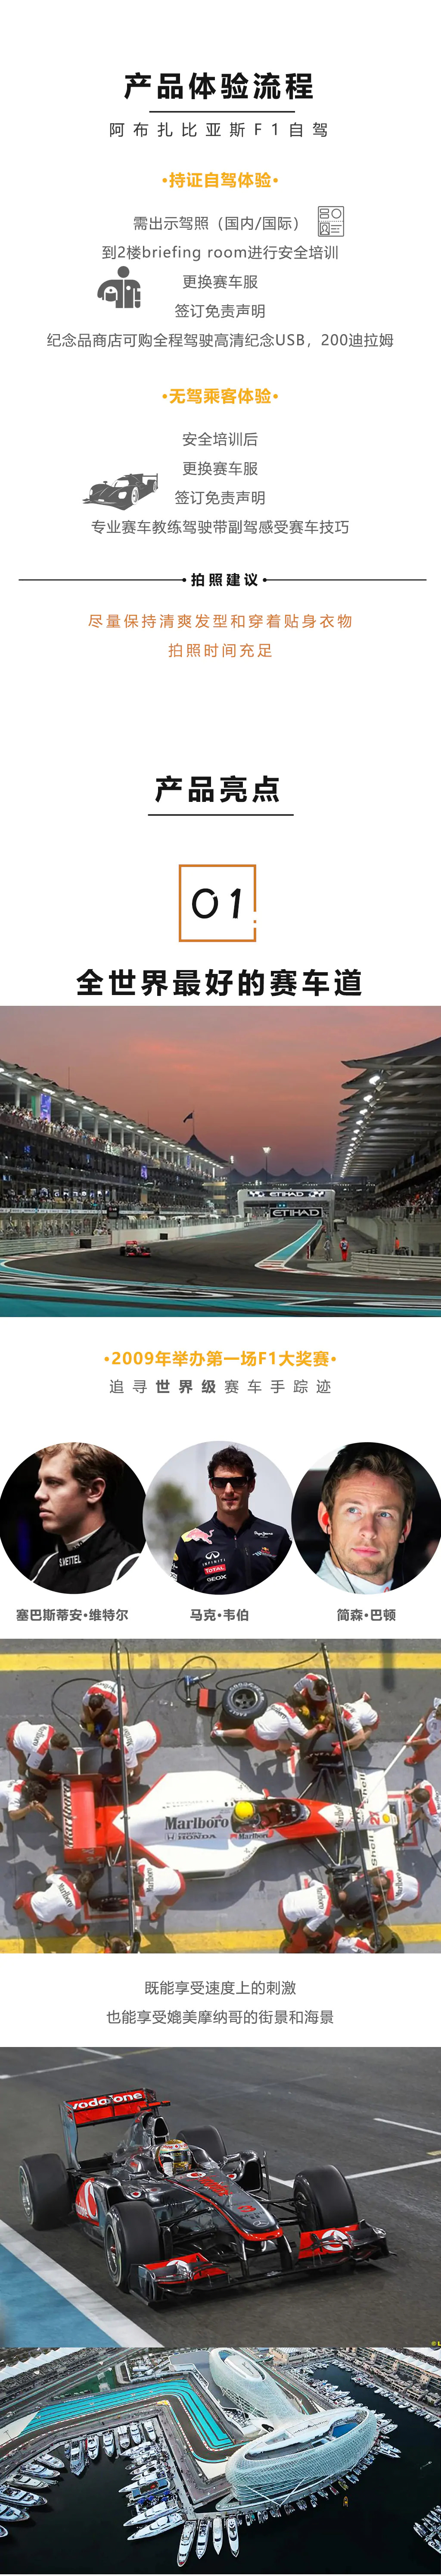 产品体验流程
阿布扎比亚斯F1自驾
•持证自驾体验•
需出示驾照（国内/国际）
到2楼briefing room进行安全培训
更换赛车服
签订免责声明
纪念品商店可购全程驾驶高清纪念USB，200迪拉姆
•无驾乘客体验•
安全培训后
更换赛车服
签订免责声明
专业赛车教练驾驶带副驾感受赛车技巧
拍照建议
尽量保持清爽发型和穿着贴身衣物
拍照时间充足
产品亮点
01
全世界最好的赛车道
ETIHAD
ETIHAD
•2009年举办第一场F1大奖赛•
追寻世界级赛车手踪迹
S.VETTEL
Pepe Jeans
INFINITI
TOTAL
GEOX
塞巴斯蒂安•维特尔
马克•韦伯
简森•巴顿
Marlboro
Marlboro
Marlboro
HONDA
Marlboro
Shell
27
Marlboro
Marlboro
既能享受速度上的刺激
也能享受媲美摩纳哥的街景和海景
vodafone